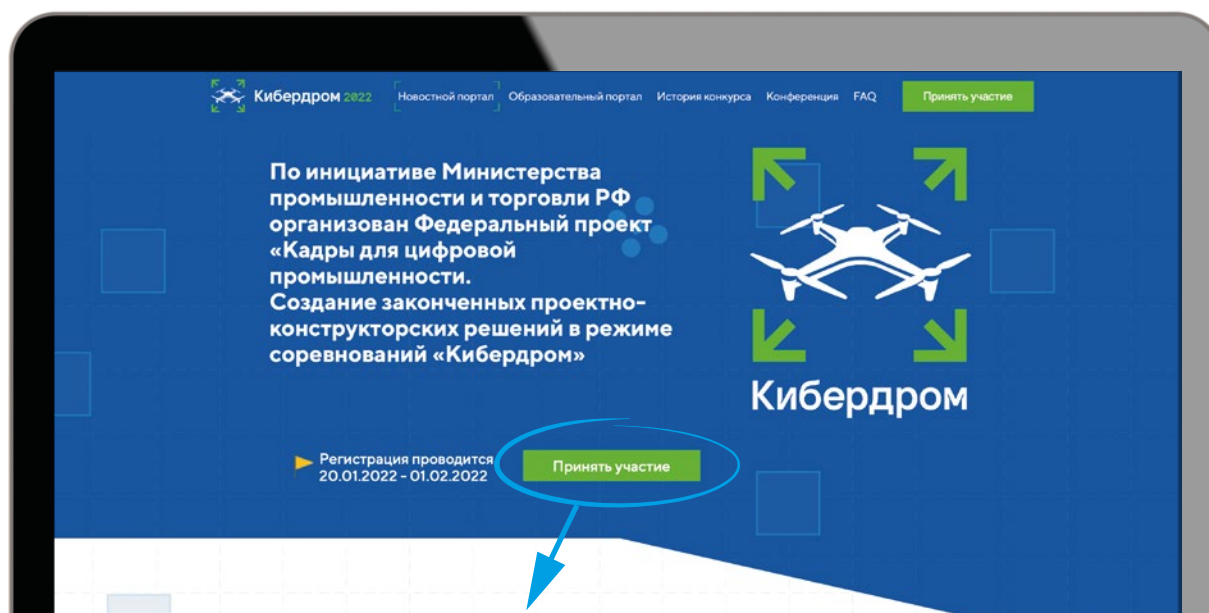 Кибердром 2022
Новостной портал
Образовательный портал
История конкурса
Конференция
FAQ
Принять участие
По инициативе Министерства
промышленности и торговли РФ
организован Федеральный проект
«Кадры для цифровой
промышленности.
Создание законченных проектно-
конструкторских решений в режиме
соревнований «Кибердром»
Кибердром
Регистрация проводится
20.01.2022 - 01.02.2022
Принять участие